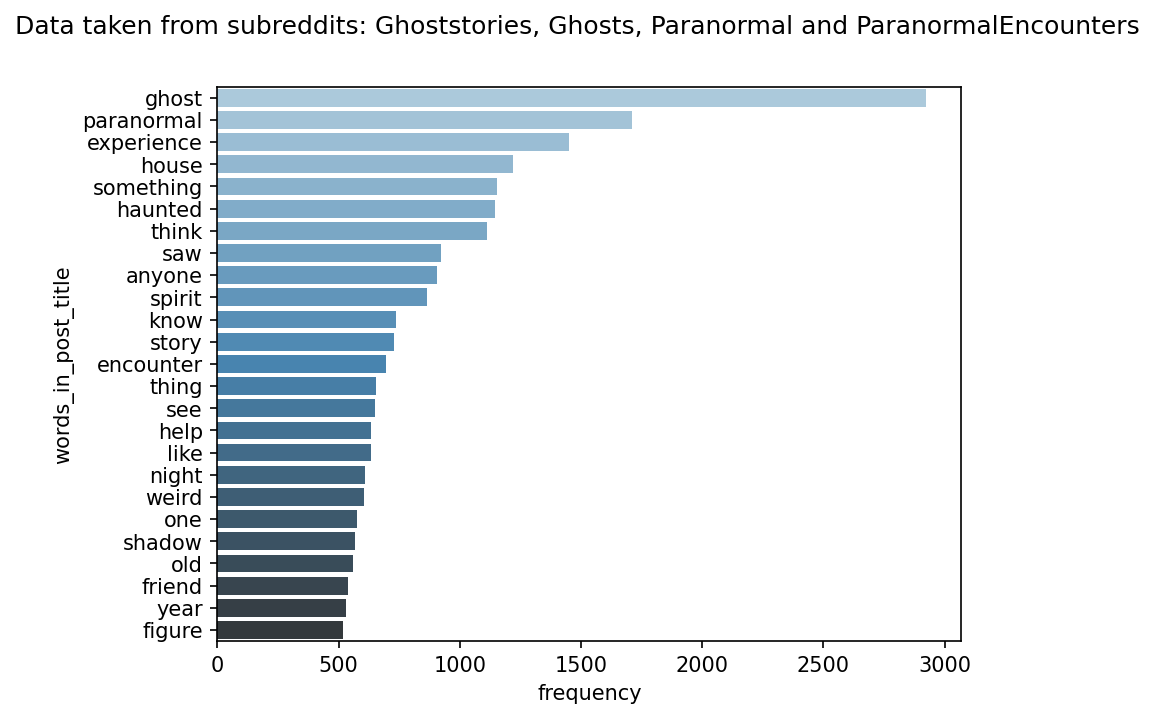 Data taken from subreddits: Ghoststories, Ghosts, Paranormal and ParanormalEncounters
words_in_post_title
ghost
paranormal
experience
house
something
haunted
think
saw
anyone
spirit
know
story
encounter
thing
see
help
like
night
weird
one
shadow
old
friend
year
figure
0 500 1000 1500 2000 2500 3000
frequency